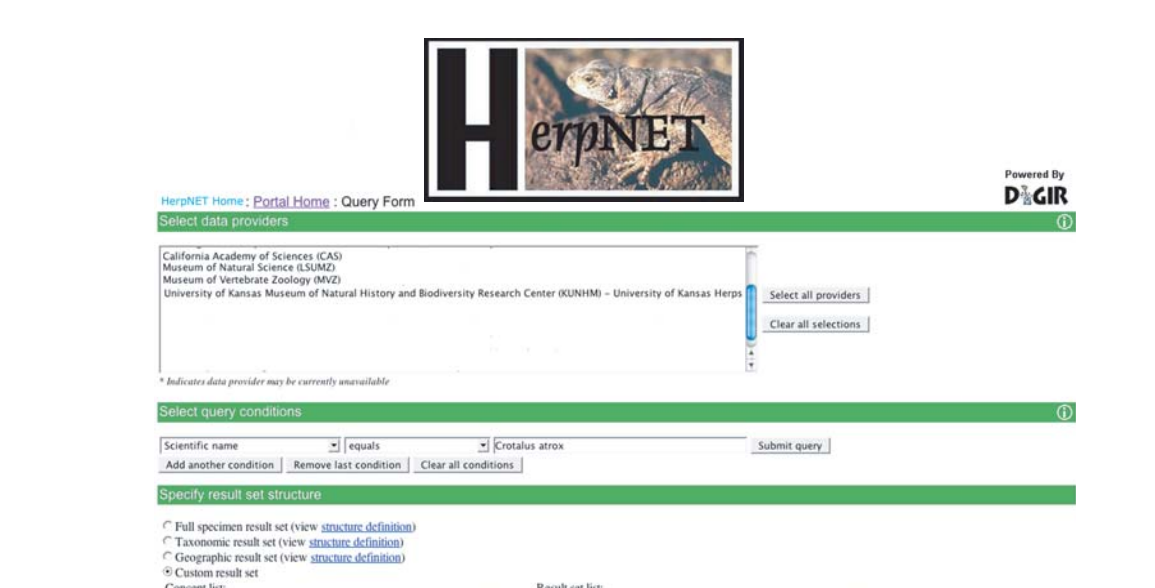 HerpNET
Powered By
DiGIR
HerpNET Home : Portal Home : Query Form
Select data providers
California Academy of Sciences (CAS)
Museum of Natural Science (LSUMZ)
Museum of Vertebrate Zoology (MVZ)
University of Kansas Museum of Natural History and Biodiversity Research Center (KUNHM) – University of Kansas Herps
Select all providers
Clear all selections
* Indicates data provider may be currently unavailable
Select query conditions
Scientific name equals Crotalus atrox Submit query
Add another condition Remove last condition Clear all conditions
Specify result set structure
Full specimen result set (view structure definition)
Taxonomic result set (view structure definition)
Geographic result set (view structure definition)
Custom result set
Concept list: Result set list: